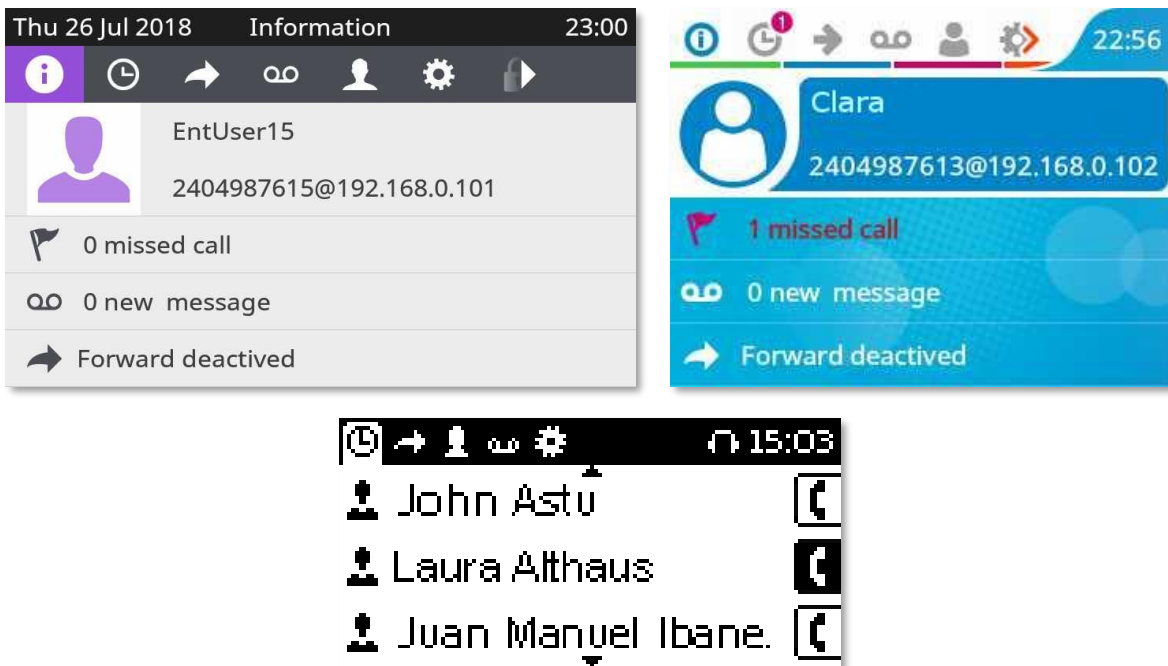 Thu 26 Jul 2018 Information 23:00
EntUser15
2404987615@192.168.0.101
0 missed call
0 new message
Forward deactived
1
22:56
Clara
2404987613@192.168.0.102
1 missed call
0 new message
Forward deactived
15:03
John Astu
Laura Althaus
Juan Manuel Ibane.